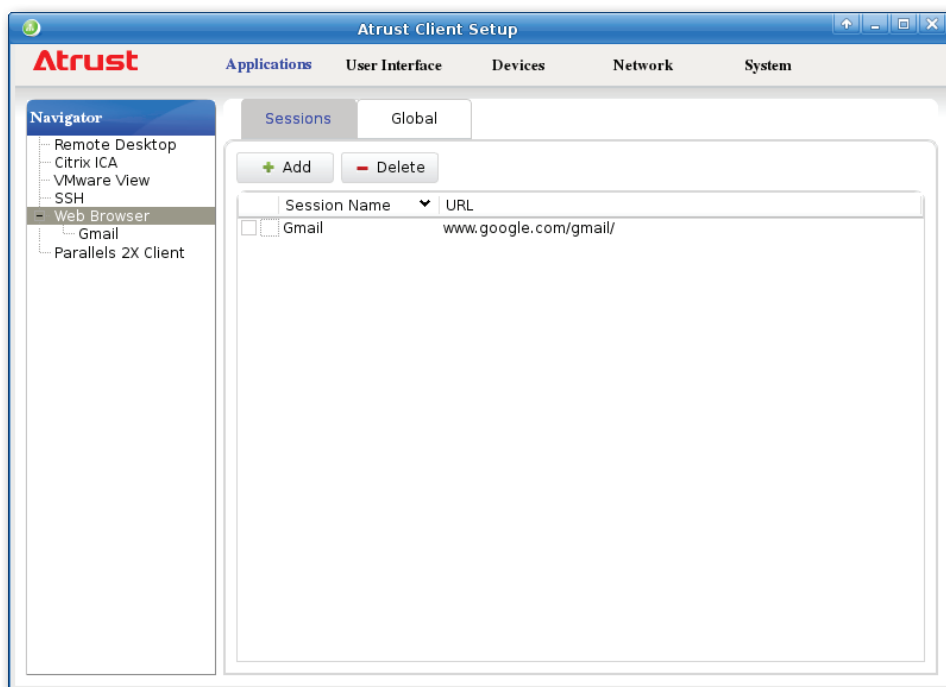 Atrust Client Setup
Atrust
Applications User Interface Devices Network System
Navigator
Remote Desktop
Citrix ICA
VMware View
SSH
Web Browser
Gmail
Parallels 2X Client
Sessions Global
Add Delete
Session Name URL
Gmail www.google.com/gmail/